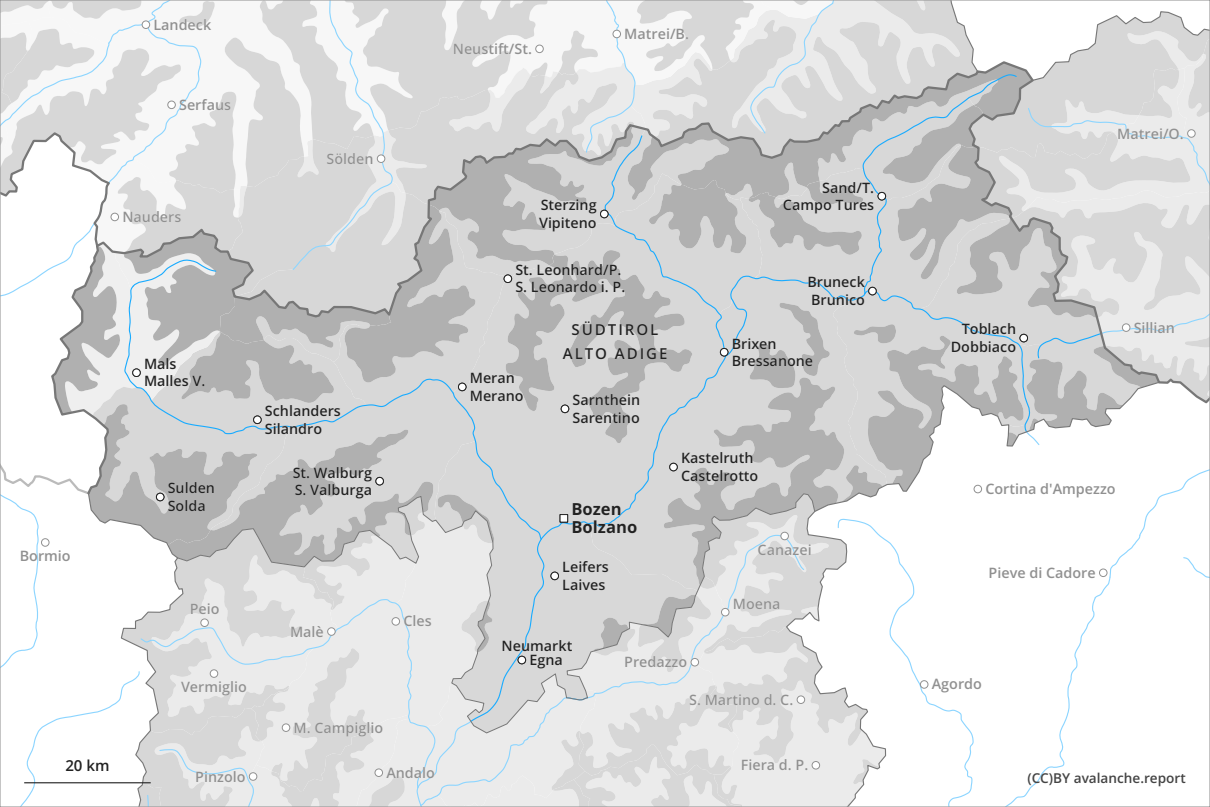 Landeck
Matrei/B.
Neustift/St.
Serfaus
Matrei/O.
Sölden
Sand/T.
Campo Tures
Sterzing
Vipiteno
Nauders
St. Leonhard/P.
S. Leonardo i. P.
Bruneck
Brunico
SÜDTIROL
ALTO ADIGE
Toblach
Dobbiaco
Sillian
Brixen
Bressanone
Mals
Malles V.
Meran
Merano
Schlanders
Silandro
Sarnthein
Sarentino
Kastelruth
Castelrotto
St. Walburg
S. Valburga
Sulden
Solda
Cortina d'Ampezzo
Bozen
Bolzano
Bormio
Canazei
Leifers
Laives
Pieve di Cadore
Peio
Moena
Malè
Cles
Neumarkt
Egna
Predazzo
Vermiglio
Agordo
S. Martino d. C.
M. Campiglio
20 km
Fiera d. P.
Pinzolo
Andalo
(CC)BY avalanche.report